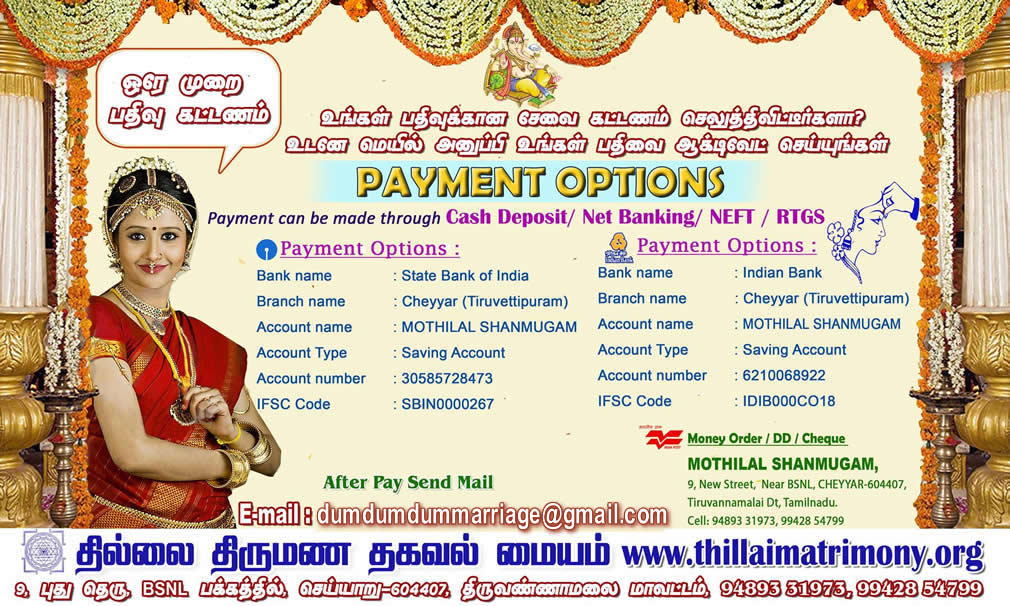 ஒரே முறை
பதிவு கட்டணம்
உங்கள் பதிவுக்கான சேவை கட்டணம் செலுத்திவிட்டீர்களா?
உடனே மெயில் அனுப்பி உங்கள் பதிவை ஆக்டிவேட் செய்யுங்கள்
PAYMENT OPTIONS
Payment can be made through Cash Deposit/ Net Banking/ NEFT / RTGS
Payment Options :
Bank name : State Bank of India
Branch name : Cheyyar (Tiruvettipuram)
Account name : MOTHILAL SHANMUGAM
Account Type : Saving Account
Account number : 30585728473
IFSC Code : SBIN0000267
Payment Options :
Bank name : Indian Bank
Branch name : Cheyyar (Tiruvettipuram)
Account name : MOTHILAL SHANMUGAM
Account Type : Saving Account
Account number : 6210068922
IFSC Code : IDIB000CO18
Money Order / DD / Cheque
MOTHILAL SHANMUGAM,
9, New Street, Near BSNL, CHEYYAR-604407,
Tiruvannamalai Dt, Tamilnadu.
Cell: 94893 31973, 99428 54799
After Pay Send Mail
E-mail : dumdumdummarriage@gmail.com
தில்லை திருமண தகவல் மையம் www.thillaimatrimony.org
9, புது தெரு, BSNL பக்கத்தில், செய்யாறு-604407, திருவண்ணாமலை மாவட்டம், 94893 31973, 99428 54799